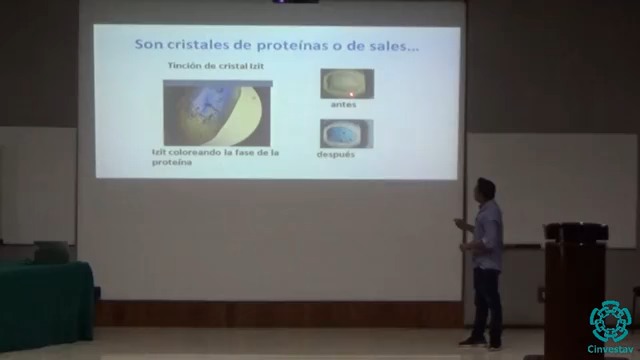 Son cristales de proteínas o de sales...
Tinción de cristal Izit
antes
Izit coloreando la fase de la
proteína
después
Cinvestav